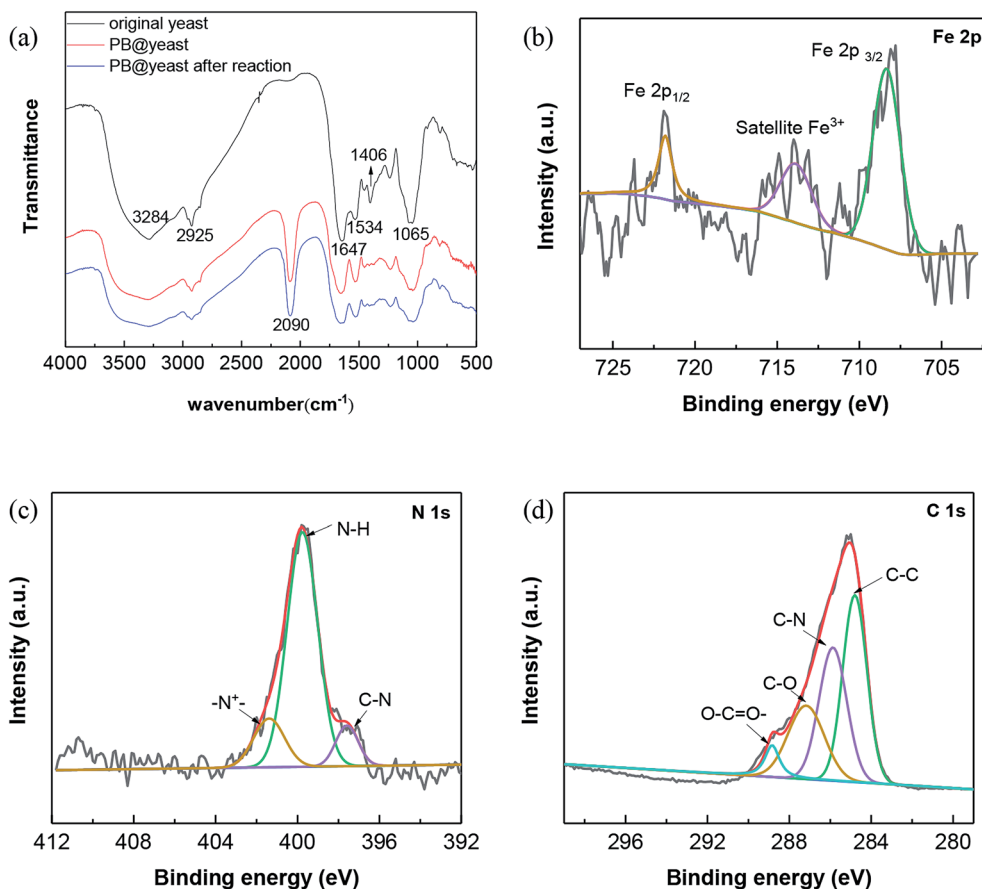 (a)
original yeast
PB@yeast
PB@yeast after reaction
Transmittance
3284
2925
2090
1647
1534
1406
1065
4000 3500 3000 2500 2000 1500 1000 500
wavenumber(cm⁻¹)
(b)
Fe 2p
Fe 2p 3/2
Fe 2p1/2
Satellite Fe³⁺
Intensity (a.u.)
725 720 715 710 705
Binding energy (eV)
(c)
N 1s
N-H
-N⁺-
C-N
Intensity (a.u.)
412 408 404 400 396 392
Binding energy (eV)
(d)
C 1s
C-C
C-N
C-O
O-C=O-
Intensity (a.u.)
296 292 288 284 280
Binding energy (eV)